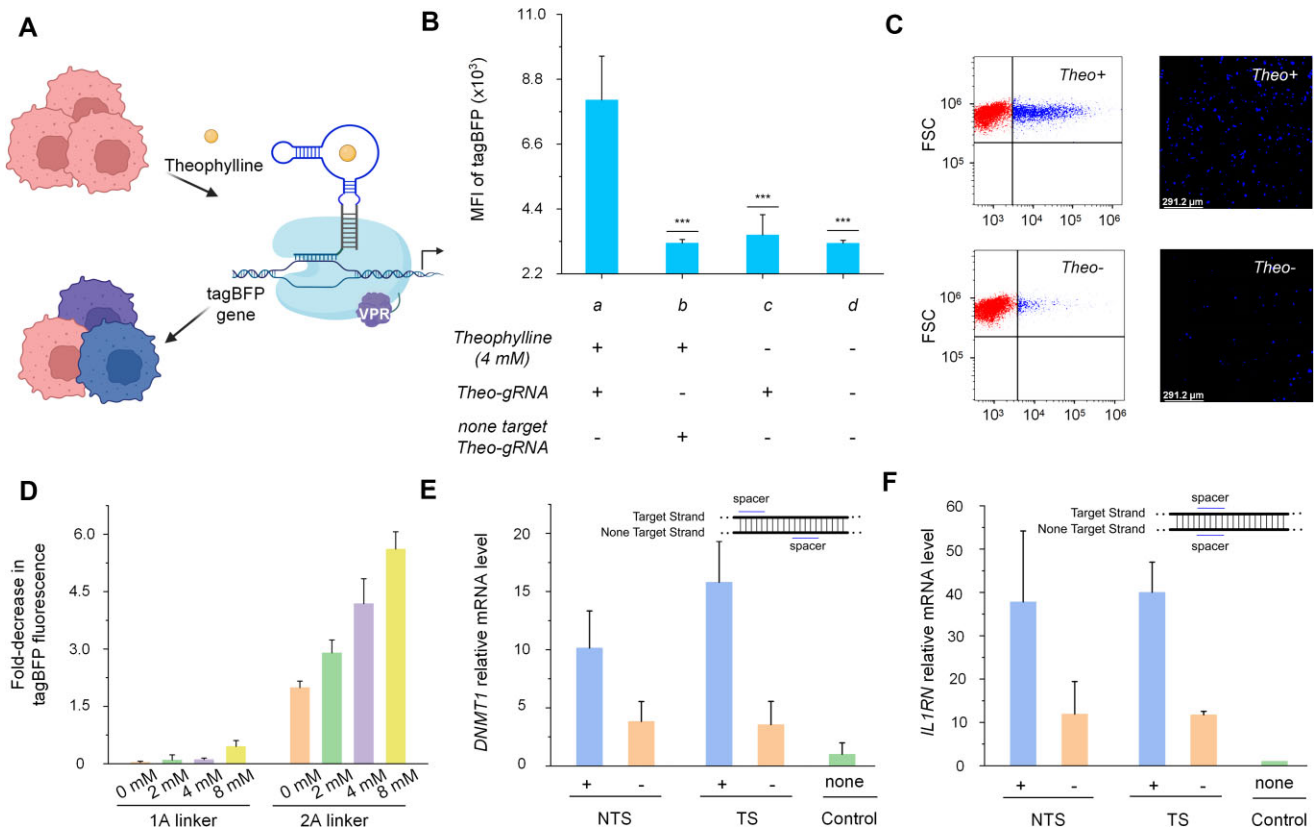 A
Theophylline
tagBFP
gene
VPR
B
MFI of tagBFP (x10³)
11.0
8.8
6.6
4.4
2.2
***
***
***
a b c d
Theophylline
(4 mM)
+ + - -
Theo-gRNA
+ - + -
none target
Theo-gRNA
- + - -
C
FSC
10⁶
10⁵
Theo+
10³ 10⁴ 10⁵ 10⁶
Theo+
291.2 µm
FSC
10⁶
10⁵
Theo-
10³ 10⁴ 10⁵ 10⁶
Theo-
291.2 µm
D
Fold-decrease in
tagBFP fluorescence
6.0
4.5
3.0
1.5
0
0 mM 2 mM 4 mM 8 mM 0 mM 2 mM 4 mM 8 mM
1A linker 2A linker
E
DNMT1 relative mRNA level
20
15
10
5
0
spacer
Target Strand
None Target Strand
spacer
+ - + - none
NTS TS Control
F
IL1RN relative mRNA level
60
50
40
30
20
10
0
spacer
Target Strand
None Target Strand
spacer
+ - + - none
NTS TS Control